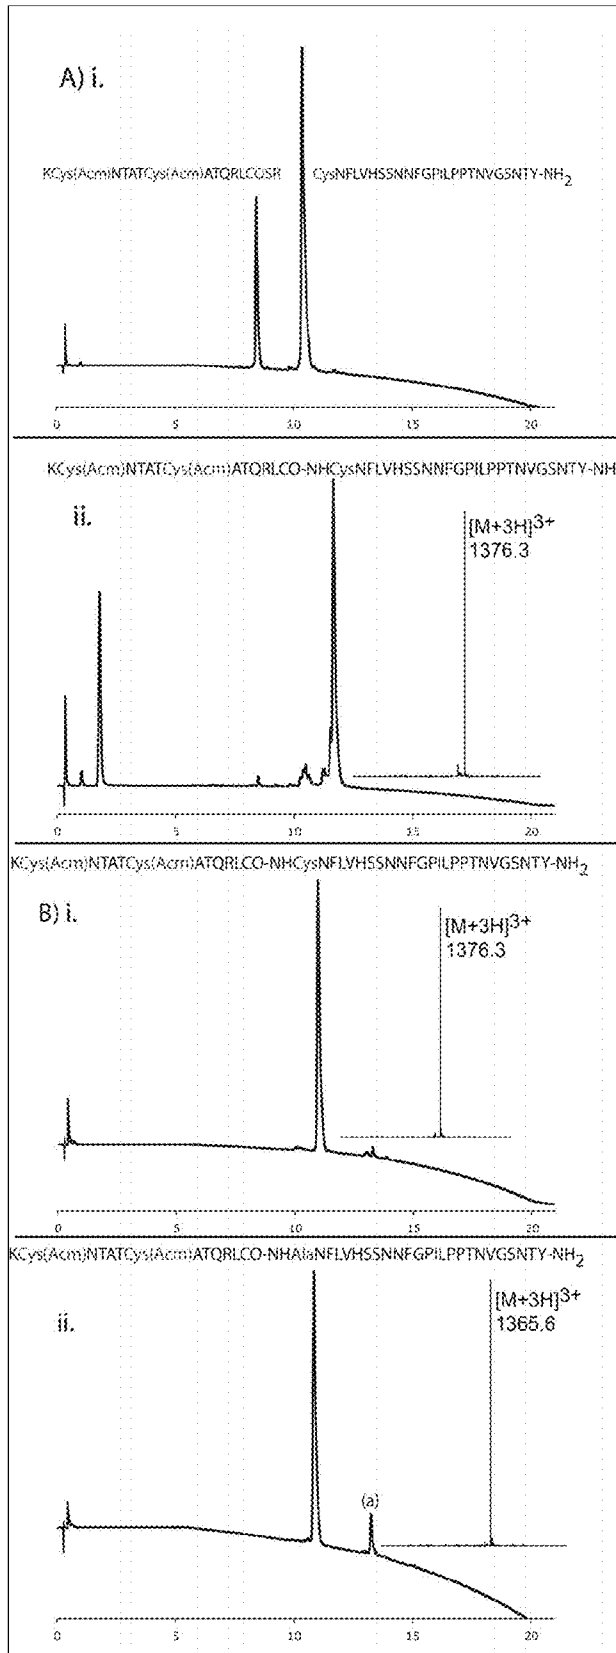 A) i.
KCys(Acm)NTATCys(Acm)ATQRLCOSR CysNFLVHSSNNFGPILPPTNVGSNTY-NH2
0 5 10 15 20
KCys(Acm)NTATCys(Acm)ATQRLCO-NHCysNFLVHSSNNFGPILPPTNVGSNTY-NH
ii.
[M+3H]3+
1376.3
0 5 10 15 20
KCys(Acm)NTATCys(Acm)ATQRLCO-NHCysNFLVHSSNNFGPILPPTNVGSNTY-NH2
B) i.
[M+3H]3+
1376.3
0 5 10 15 20
KCys(Acm)NTATCys(Acm)ATQRLCO-NHAlaNFLVHSSNNFGPILPPTNVGSNTY-NH2
ii.
[M+3H]3+
1365.6
(a)
0 5 10 15 20